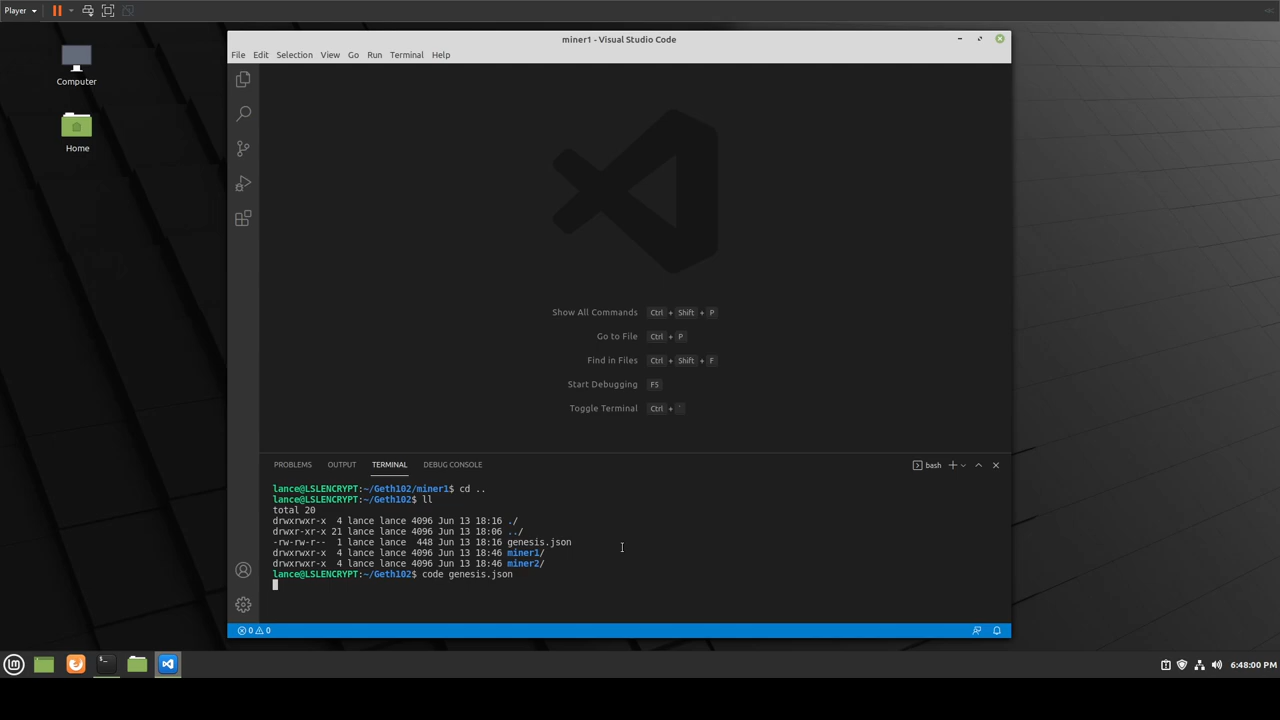 Player
miner1 - Visual Studio Code
File Edit Selection View Go Run Terminal Help
Computer
Home
Show All Commands Ctrl + Shift + P
Go to File Ctrl + P
Find in Files Ctrl + Shift + F
Start Debugging F5
Toggle Terminal Ctrl + `
PROBLEMS OUTPUT TERMINAL DEBUG CONSOLE bash
lance@LSLENCRYPT:~/Geth102/miner1$ cd ..
lance@LSLENCRYPT:~/Geth102$ ll
total 20
drwxrwxr-x  4 lance lance 4096 Jun 13 18:16 ./
drwxr-xr-x 21 lance lance 4096 Jun 13 18:06 ../
-rw-rw-r--  1 lance lance  448 Jun 13 18:16 genesis.json
drwxrwxr-x  4 lance lance 4096 Jun 13 18:46 miner1/
drwxrwxr-x  4 lance lance 4096 Jun 13 18:46 miner2/
lance@LSLENCRYPT:~/Geth102$ code genesis.json
0 0
6:48:00 PM